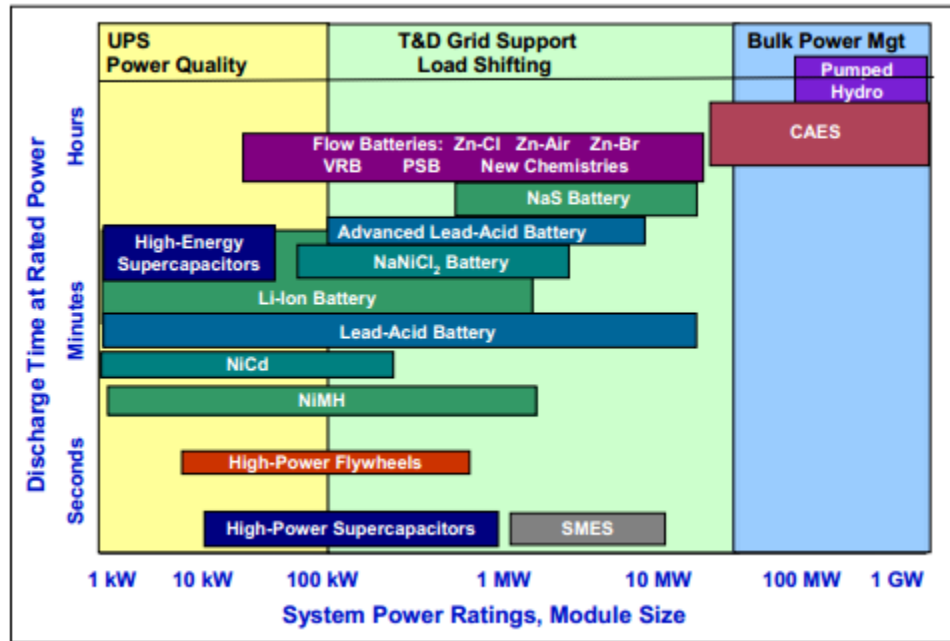 UPS
Power Quality
T&D Grid Support
Load Shifting
Bulk Power Mgt
Pumped
Hydro
CAES
Flow Batteries: Zn-Cl Zn-Air Zn-Br
VRB PSB New Chemistries
NaS Battery
Advanced Lead-Acid Battery
High-Energy
Supercapacitors
NaNiCl₂ Battery
Li-Ion Battery
Lead-Acid Battery
NiCd
NiMH
High-Power Flywheels
High-Power Supercapacitors
SMES
Discharge Time at Rated Power
Hours
Minutes
Seconds
1 kW 10 kW 100 kW 1 MW 10 MW 100 MW 1 GW
System Power Ratings, Module Size